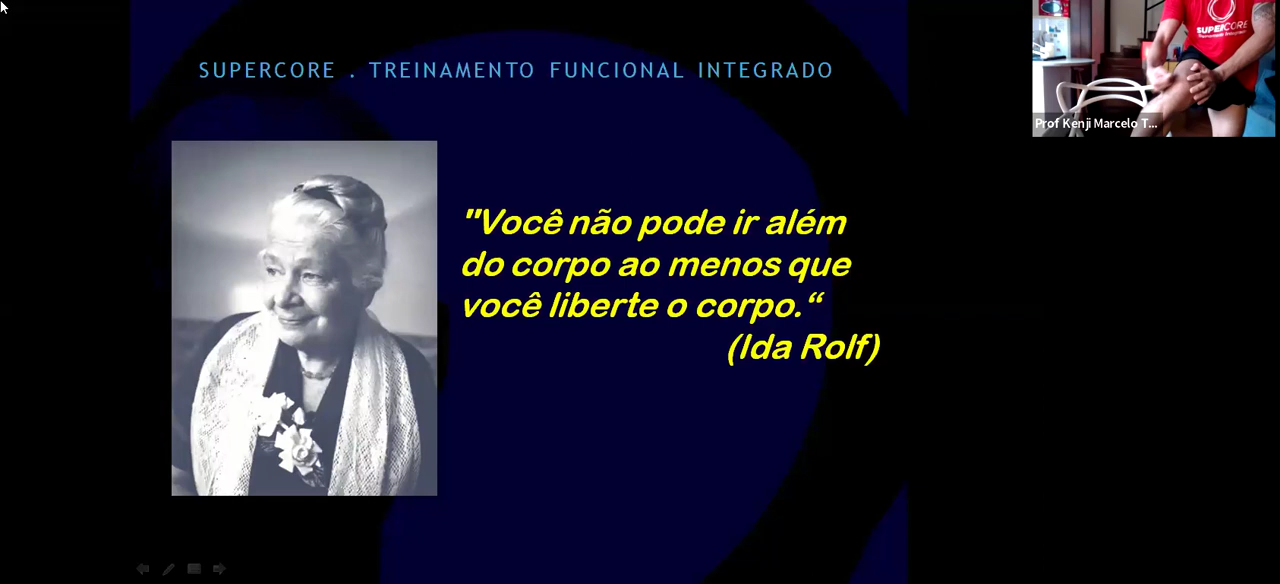 SUPERCORE . TREINAMENTO FUNCIONAL INTEGRADO
"Você não pode ir além
do corpo ao menos que
você liberte o corpo.“
(Ida Rolf)
SUPERCORE
Prof Kenji Marcelo T...